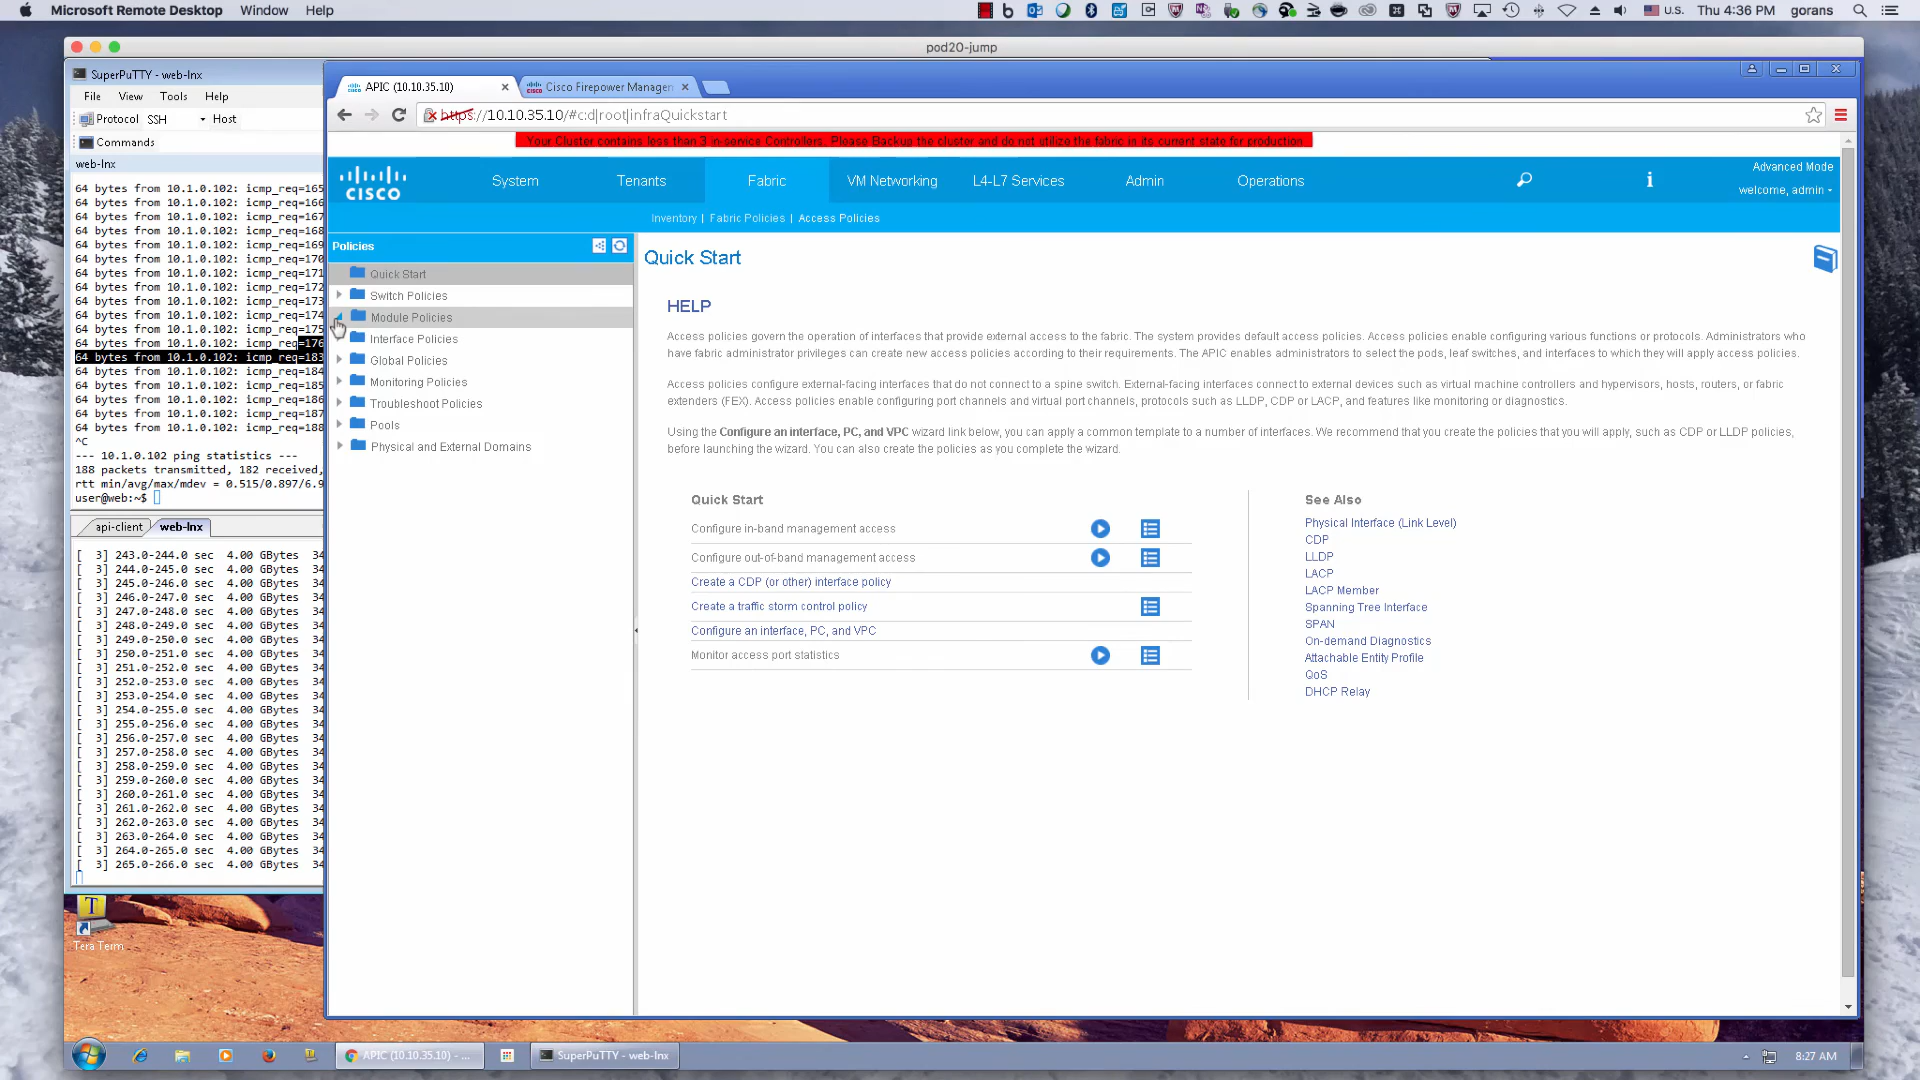 Microsoft Remote Desktop Window Help
U.S. Thu 4:36 PM gorans
pod20-jump
SuperPuTTY - web-lnx
File View Tools Help
Protocol SSH Host
Commands
web-lnx
64 bytes from 10.1.0.102: icmp_req=165
64 bytes from 10.1.0.102: icmp_req=166
64 bytes from 10.1.0.102: icmp_req=167
64 bytes from 10.1.0.102: icmp_req=168
64 bytes from 10.1.0.102: icmp_req=169
64 bytes from 10.1.0.102: icmp_req=170
64 bytes from 10.1.0.102: icmp_req=171
64 bytes from 10.1.0.102: icmp_req=172
64 bytes from 10.1.0.102: icmp_req=173
64 bytes from 10.1.0.102: icmp_req=174
64 bytes from 10.1.0.102: icmp_req=175
64 bytes from 10.1.0.102: icmp_req=176
64 bytes from 10.1.0.102: icmp_req=183
64 bytes from 10.1.0.102: icmp_req=184
64 bytes from 10.1.0.102: icmp_req=185
64 bytes from 10.1.0.102: icmp_req=186
64 bytes from 10.1.0.102: icmp_req=187
64 bytes from 10.1.0.102: icmp_req=188
^C
--- 10.1.0.102 ping statistics ---
188 packets transmitted, 182 received,
rtt min/avg/max/mdev = 0.515/0.897/6.9
user@web:~$
api-client web-lnx
[ 3] 243.0-244.0 sec 4.00 GBytes 34
[ 3] 244.0-245.0 sec 4.00 GBytes 34
[ 3] 245.0-246.0 sec 4.00 GBytes 34
[ 3] 246.0-247.0 sec 4.00 GBytes 34
[ 3] 247.0-248.0 sec 4.00 GBytes 34
[ 3] 248.0-249.0 sec 4.00 GBytes 34
[ 3] 249.0-250.0 sec 4.00 GBytes 34
[ 3] 250.0-251.0 sec 4.00 GBytes 34
[ 3] 251.0-252.0 sec 4.00 GBytes 34
[ 3] 252.0-253.0 sec 4.00 GBytes 34
[ 3] 253.0-254.0 sec 4.00 GBytes 34
[ 3] 254.0-255.0 sec 4.00 GBytes 34
[ 3] 255.0-256.0 sec 4.00 GBytes 34
[ 3] 256.0-257.0 sec 4.00 GBytes 34
[ 3] 257.0-258.0 sec 4.00 GBytes 34
[ 3] 258.0-259.0 sec 4.00 GBytes 34
[ 3] 259.0-260.0 sec 4.00 GBytes 34
[ 3] 260.0-261.0 sec 4.00 GBytes 34
[ 3] 261.0-262.0 sec 4.00 GBytes 34
[ 3] 262.0-263.0 sec 4.00 GBytes 34
[ 3] 263.0-264.0 sec 4.00 GBytes 34
[ 3] 264.0-265.0 sec 4.00 GBytes 34
[ 3] 265.0-266.0 sec 4.00 GBytes 34
Tera Term
APIC (10.10.35.10) Cisco Firepower Manager
https://10.10.35.10/#c:d|root|infraQuickstart
Your Cluster contains less than 3 in-service Controllers. Please Backup the cluster and do not utilize the fabric in its current state for production.
CISCO
System Tenants Fabric VM Networking L4-L7 Services Admin Operations
Advanced Mode
welcome, admin
Inventory | Fabric Policies | Access Policies
Policies
Quick Start
Switch Policies
Module Policies
Interface Policies
Global Policies
Monitoring Policies
Troubleshoot Policies
Pools
Physical and External Domains
Quick Start
HELP
Access policies govern the operation of interfaces that provide external access to the fabric. The system provides default access policies. Access policies enable configuring various functions or protocols. Administrators who
have fabric administrator privileges can create new access policies according to their requirements. The APIC enables administrators to select the pods, leaf switches, and interfaces to which they will apply access policies.
Access policies configure external-facing interfaces that do not connect to a spine switch. External-facing interfaces connect to external devices such as virtual machine controllers and hypervisors, hosts, routers, or fabric
extenders (FEX). Access policies enable configuring port channels and virtual port channels, protocols such as LLDP, CDP or LACP, and features like monitoring or diagnostics.
Using the Configure an interface, PC, and VPC wizard link below, you can apply a common template to a number of interfaces. We recommend that you create the policies that you will apply, such as CDP or LLDP policies,
before launching the wizard. You can also create the policies as you complete the wizard.
Quick Start
Configure in-band management access
Configure out-of-band management access
Create a CDP (or other) interface policy
Create a traffic storm control policy
Configure an interface, PC, and VPC
Monitor access port statistics
See Also
Physical Interface (Link Level)
CDP
LLDP
LACP
LACP Member
Spanning Tree Interface
SPAN
On-demand Diagnostics
Attachable Entity Profile
QoS
DHCP Relay
APIC (10.10.35.10) - ...
SuperPuTTY - web-lnx
8:27 AM